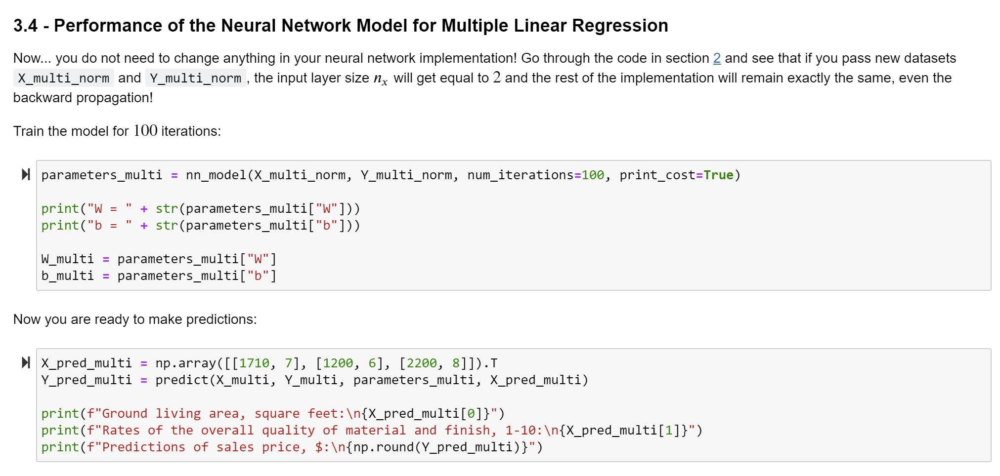 3.4 - Performance of the Neural Network Model for Multiple Linear Regression
Now... you do not need to change anything in your neural network implementation! Go through the code in section 2 and see that if you pass new datasets
X_multi_norm and Y_multi_norm , the input layer size nₓ will get equal to 2 and the rest of the implementation will remain exactly the same, even the
backward propagation!
Train the model for 100 iterations:
parameters_multi = nn_model(X_multi_norm, Y_multi_norm, num_iterations=100, print_cost=True)
print("W = " + str(parameters_multi["W"]))
print("b = " + str(parameters_multi["b"]))
W_multi = parameters_multi["W"]
b_multi = parameters_multi["b"]
Now you are ready to make predictions:
X_pred_multi = np.array([[1710, 7], [1200, 6], [2200, 8]]).T
Y_pred_multi = predict(X_multi, Y_multi, parameters_multi, X_pred_multi)
print(f"Ground living area, square feet:\n{X_pred_multi[0]}")
print(f"Rates of the overall quality of material and finish, 1-10:\n{X_pred_multi[1]}")
print(f"Predictions of sales price, $:\n{np.round(Y_pred_multi)}")